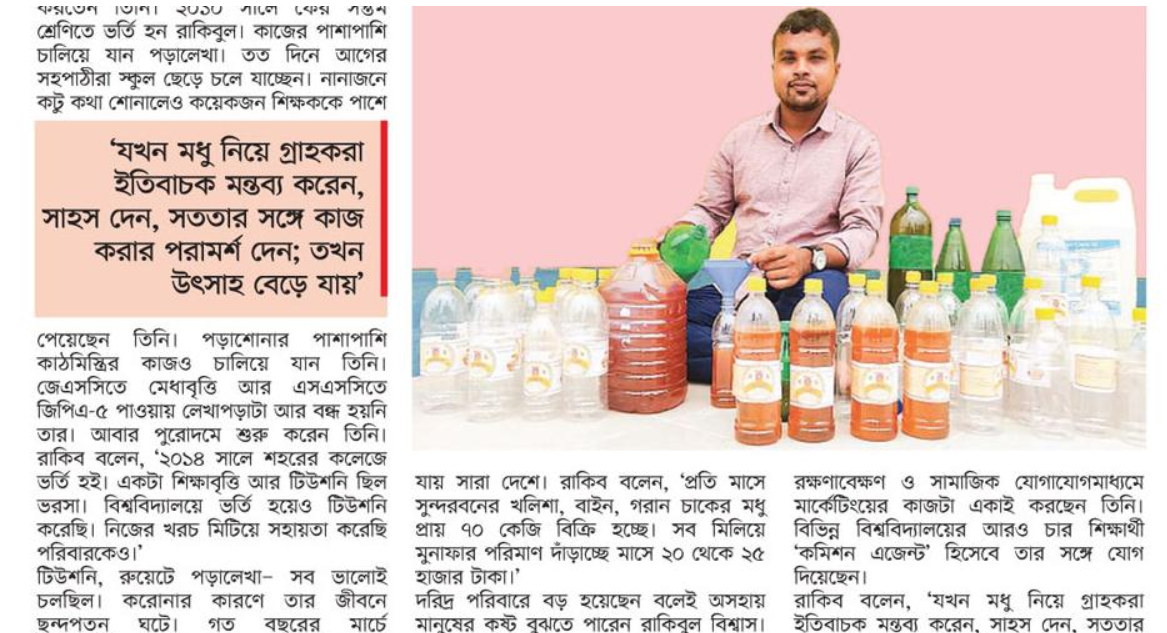 করতেন তিনি। ২০১০ সালে ফের সপ্তম
শ্রেণিতে ভর্তি হন রাকিবুল। কাজের পাশাপাশি
চালিয়ে যান পড়ালেখা। তত দিনে আগের
সহপাঠীরা স্কুল ছেড়ে চলে যাচ্ছেন। নানাজনে
কটু কথা শোনালেও কয়েকজন শিক্ষককে পাশে
‘যখন মধু নিয়ে গ্রাহকরা
ইতিবাচক মন্তব্য করেন,
সাহস দেন, সততার সঙ্গে কাজ
করার পরামর্শ দেন; তখন
উৎসাহ বেড়ে যায়’
পেয়েছেন তিনি। পড়াশোনার পাশাপাশি
কাঠমিস্ত্রির কাজও চালিয়ে যান তিনি।
জেএসসিতে মেধাবৃত্তি আর এসএসসিতে
জিপিএ-৫ পাওয়ায় লেখাপড়াটা আর বন্ধ হয়নি
তার। আবার পুরোদমে শুরু করেন তিনি।
রাকিব বলেন, ‘২০১৪ সালে শহরের কলেজে
ভর্তি হই। একটা শিক্ষাবৃত্তি আর টিউশনি ছিল
ভরসা। বিশ্ববিদ্যালয়ে ভর্তি হয়েও টিউশনি
করেছি। নিজের খরচ মিটিয়ে সহায়তা করেছি
পরিবারকেও।’
টিউশনি, রুয়েটে পড়ালেখা– সব ভালোই
চলছিল। করোনার কারণে তার জীবনে
ছন্দপতন ঘটে। গত বছরের মার্চে
যায় সারা দেশে। রাকিব বলেন, ‘প্রতি মাসে
সুন্দরবনের খলিশা, বাইন, গরান চাকের মধু
প্রায় ৭০ কেজি বিক্রি হচ্ছে। সব মিলিয়ে
মুনাফার পরিমাণ দাঁড়াচ্ছে মাসে ২০ থেকে ২৫
হাজার টাকা।’
দরিদ্র পরিবারে বড় হয়েছেন বলেই অসহায়
মানুষের কষ্ট বুঝতে পারেন রাকিবুল বিশ্বাস।
রক্ষণাবেক্ষণ ও সামাজিক যোগাযোগমাধ্যমে
মার্কেটিংয়ের কাজটা একাই করছেন তিনি।
বিভিন্ন বিশ্ববিদ্যালয়ের আরও চার শিক্ষার্থী
‘কমিশন এজেন্ট’ হিসেবে তার সঙ্গে যোগ
দিয়েছেন।
রাকিব বলেন, ‘যখন মধু নিয়ে গ্রাহকরা
ইতিবাচক মন্তব্য করেন, সাহস দেন, সততার